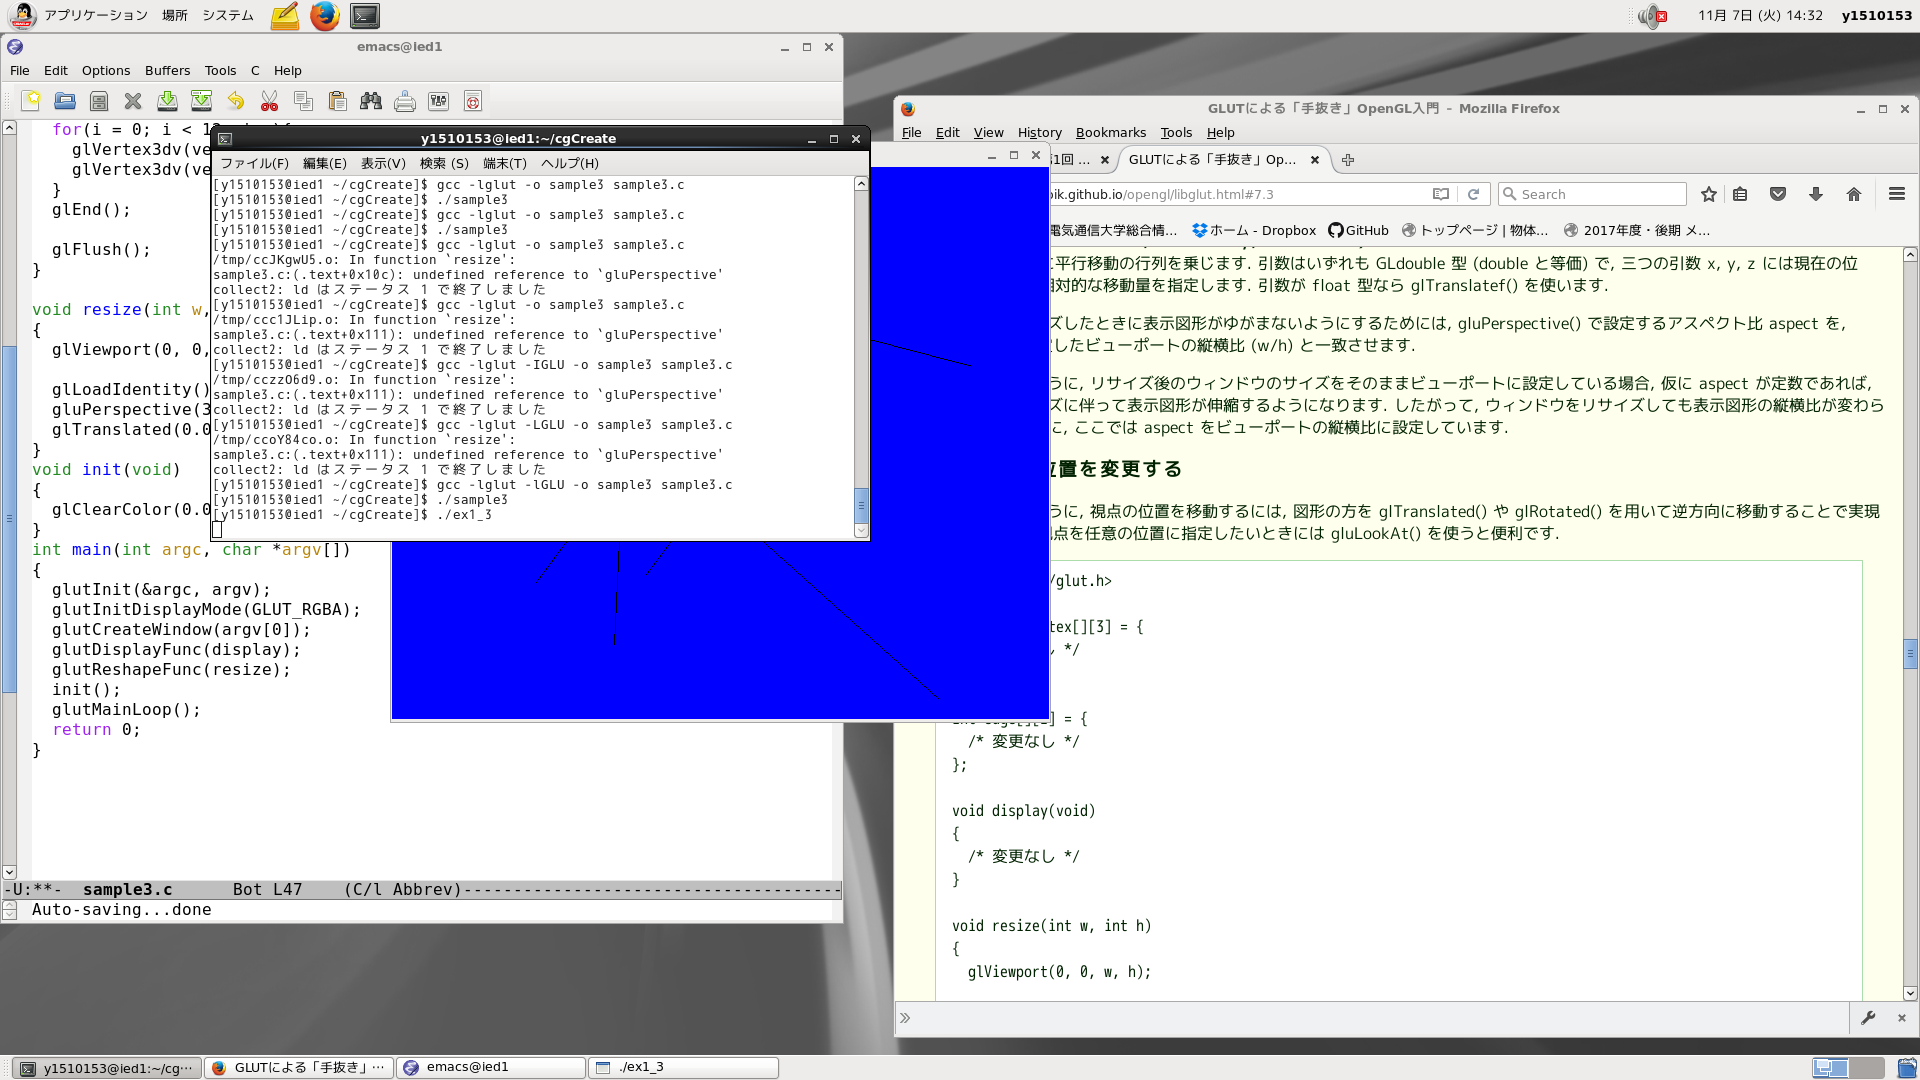 アプリケーション 場所 システム
11月 7日 (火) 14:32 y1510153
emacs@ied1
File Edit Options Buffers Tools C Help
for(i = 0; i < 1
glVertex3dv(ve
glVertex3dv(ve
}
glEnd();
glFlush();
}
void resize(int w,
{
glViewport(0, 0,
glLoadIdentity()
gluPerspective(3
glTranslated(0.0
}
void init(void)
{
glClearColor(0.0
}
int main(int argc, char *argv[])
{
glutInit(&argc, argv);
glutInitDisplayMode(GLUT_RGBA);
glutCreateWindow(argv[0]);
glutDisplayFunc(display);
glutReshapeFunc(resize);
init();
glutMainLoop();
return 0;
}
-U:**- sample3.c Bot L47 (C/l Abbrev)--------------------------------------
Auto-saving...done
y1510153@ied1:~/cgCreate
ファイル(F) 編集(E) 表示(V) 検索 (S) 端末(T) ヘルプ(H)
[y1510153@ied1 ~/cgCreate]$ gcc -lglut -o sample3 sample3.c
[y1510153@ied1 ~/cgCreate]$ ./sample3
[y1510153@ied1 ~/cgCreate]$ gcc -lglut -o sample3 sample3.c
[y1510153@ied1 ~/cgCreate]$ ./sample3
[y1510153@ied1 ~/cgCreate]$ gcc -lglut -o sample3 sample3.c
/tmp/ccJKgwU5.o: In function `resize':
sample3.c:(.text+0x10c): undefined reference to `gluPerspective'
collect2: ld はステータス 1 で終了しました
[y1510153@ied1 ~/cgCreate]$ gcc -lglut -o sample3 sample3.c
/tmp/ccc1JLip.o: In function `resize':
sample3.c:(.text+0x111): undefined reference to `gluPerspective'
collect2: ld はステータス 1 で終了しました
[y1510153@ied1 ~/cgCreate]$ gcc -lglut -IGLU -o sample3 sample3.c
/tmp/cczzO6d9.o: In function `resize':
sample3.c:(.text+0x111): undefined reference to `gluPerspective'
collect2: ld はステータス 1 で終了しました
[y1510153@ied1 ~/cgCreate]$ gcc -lglut -LGLU -o sample3 sample3.c
/tmp/ccoY84co.o: In function `resize':
sample3.c:(.text+0x111): undefined reference to `gluPerspective'
collect2: ld はステータス 1 で終了しました
[y1510153@ied1 ~/cgCreate]$ gcc -lglut -lGLU -o sample3 sample3.c
[y1510153@ied1 ~/cgCreate]$ ./sample3
[y1510153@ied1 ~/cgCreate]$ ./ex1_3
GLUTによる「手抜き」OpenGL入門 - Mozilla Firefox
File Edit View History Bookmarks Tools Help
1回 ... GLUTによる「手抜き」Op...
ik.github.io/opengl/libglut.html#7.3 Search
電気通信大学総合情... ホーム - Dropbox GitHub トップページ | 物体... 2017年度・後期 メ...
平行移動の行列を乗じます. 引数はいずれも GLdouble 型 (double と等価) で, 三つの引数 x, y, z には現在の位
対的な移動量を指定します. 引数が float 型なら glTranslatef() を使います.
ズしたときに表示図形がゆがまないようにするためには, gluPerspective() で設定するアスペクト比 aspect を,
したビューポートの縦横比 (w/h) と一致させます.
うに, リサイズ後のウィンドウのサイズをそのままビューポートに設定している場合, 仮に aspect が定数であれば,
ズに伴って表示図形が伸縮するようになります. したがって, ウィンドウをリサイズしても表示図形の縦横比が変わら
に, ここでは aspect をビューポートの縦横比に設定しています.
位置を変更する
うに, 視点の位置を移動するには, 図形の方を glTranslated() や glRotated() を用いて逆方向に移動することで実現
点を任意の位置に指定したいときには gluLookAt() を使うと便利です.
/glut.h>
tex[][3] = {
*/
] = {
/* 変更なし */
};
void display(void)
{
/* 変更なし */
}
void resize(int w, int h)
{
glViewport(0, 0, w, h);
y1510153@ied1:~/cg… GLUTによる「手抜き」… emacs@ied1 ./ex1_3